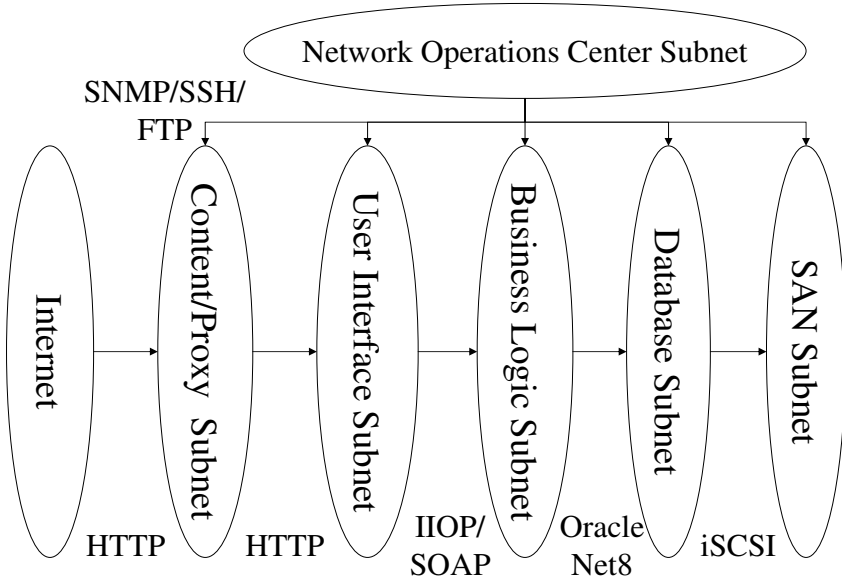 Network Operations Center Subnet
SNMP/SSH/
FTP
Internet
Content/Proxy Subnet
User Interface Subnet
Business Logic Subnet
Database Subnet
SAN Subnet
HTTP
HTTP
IIOP/
SOAP
Oracle
Net8
iSCSI